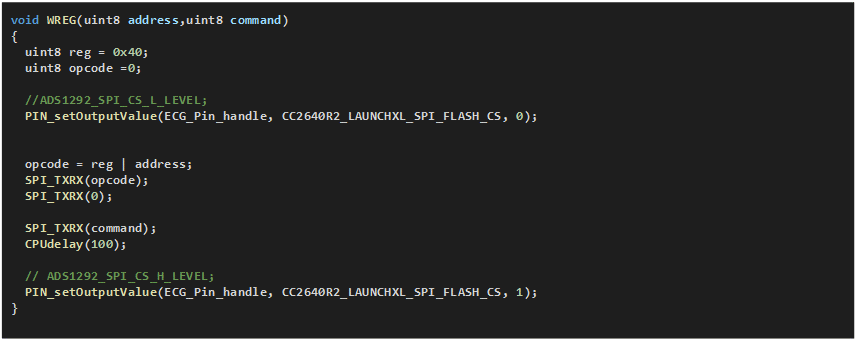 void WREG(uint8 address,uint8 command)
{
uint8 reg = 0x40;
uint8 opcode =0;
//ADS1292_SPI_CS_L_LEVEL;
PIN_setOutputValue(ECG_Pin_handle, CC2640R2_LAUNCHXL_SPI_FLASH_CS, 0);
opcode = reg | address;
SPI_TXRX(opcode);
SPI_TXRX(0);
SPI_TXRX(command);
CPUdelay(100);
// ADS1292_SPI_CS_H_LEVEL;
PIN_setOutputValue(ECG_Pin_handle, CC2640R2_LAUNCHXL_SPI_FLASH_CS, 1);
}